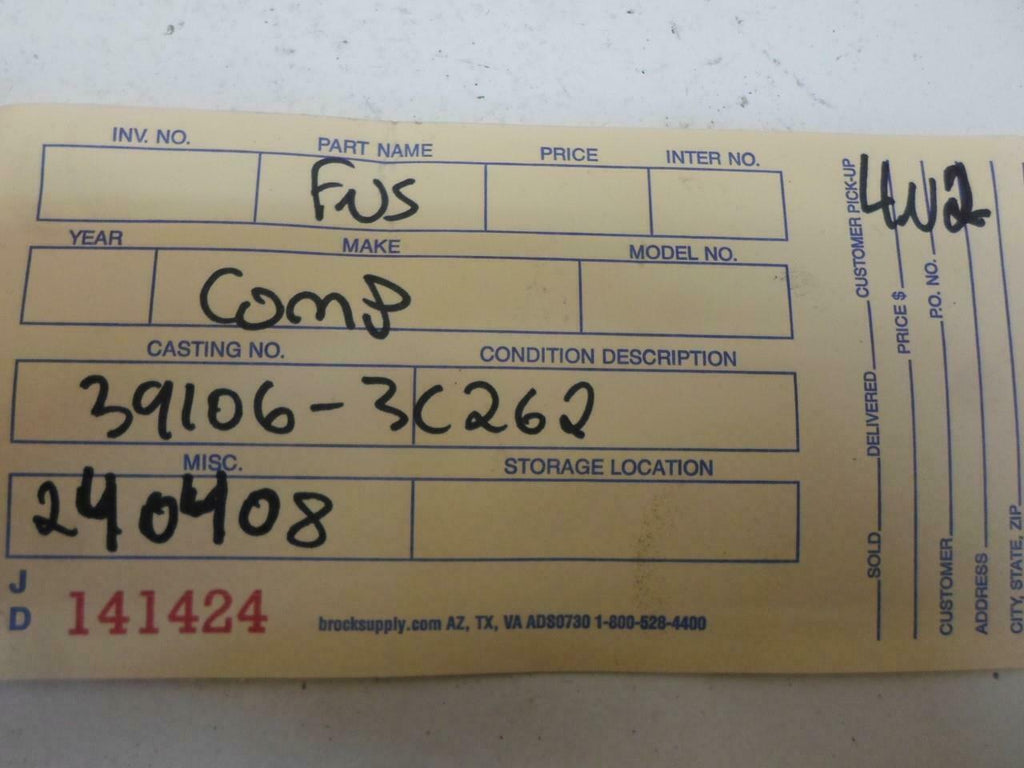 INV. NO. PART NAME PRICE INTER NO.
FUS
YEAR MAKE MODEL NO.
ComP
CASTING NO. CONDITION DESCRIPTION
39106-3C262
MISC. STORAGE LOCATION
240408
JD 141424 brocksupply.com AZ, TX, VA ADS0730 1-800-528-4400
SOLD DELIVERED CUSTOMER PICK-UP
PRICE $
CUSTOMER P.O. NO.
ADDRESS
CITY, STATE, ZIP